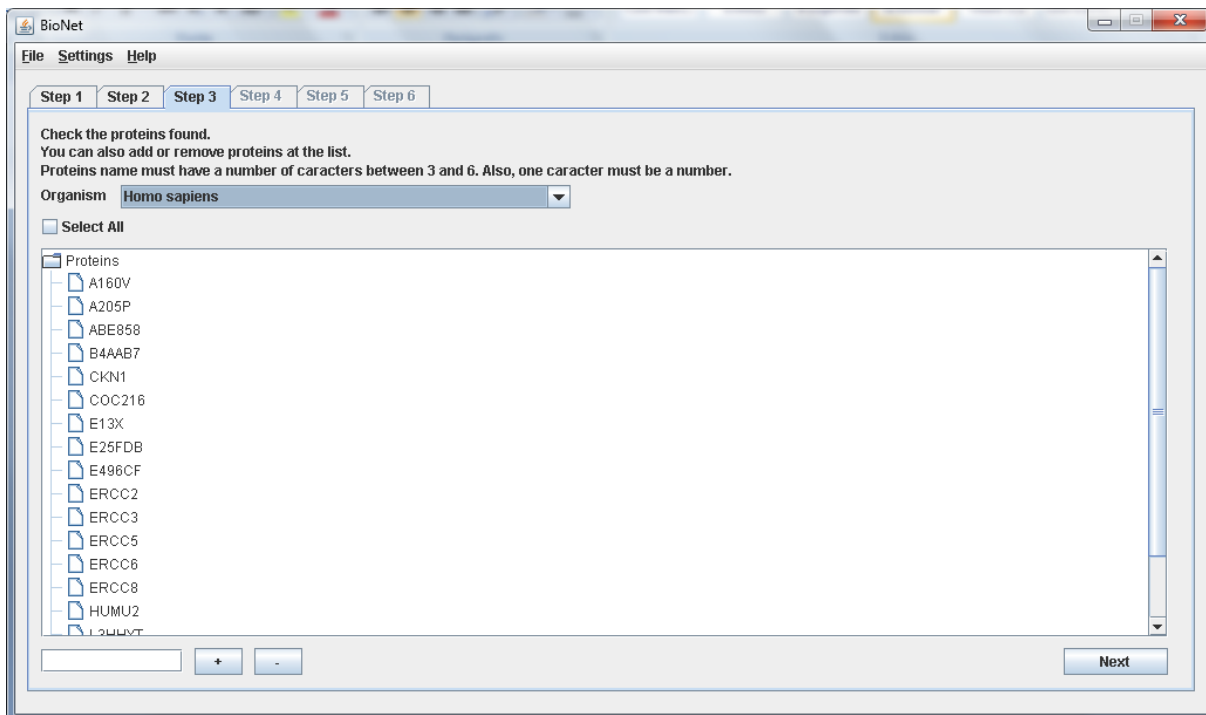 BioNet
File Settings Help
Step 1 Step 2 Step 3 Step 4 Step 5 Step 6
Check the proteins found.
You can also add or remove proteins at the list.
Proteins name must have a number of caracters between 3 and 6. Also, one caracter must be a number.
Organism Homo sapiens
Select All
Proteins
A160V
A205P
ABE858
B4AAB7
CKN1
COC216
E13X
E25FDB
E496CF
ERCC2
ERCC3
ERCC5
ERCC6
ERCC8
HUMU2
+ - Next